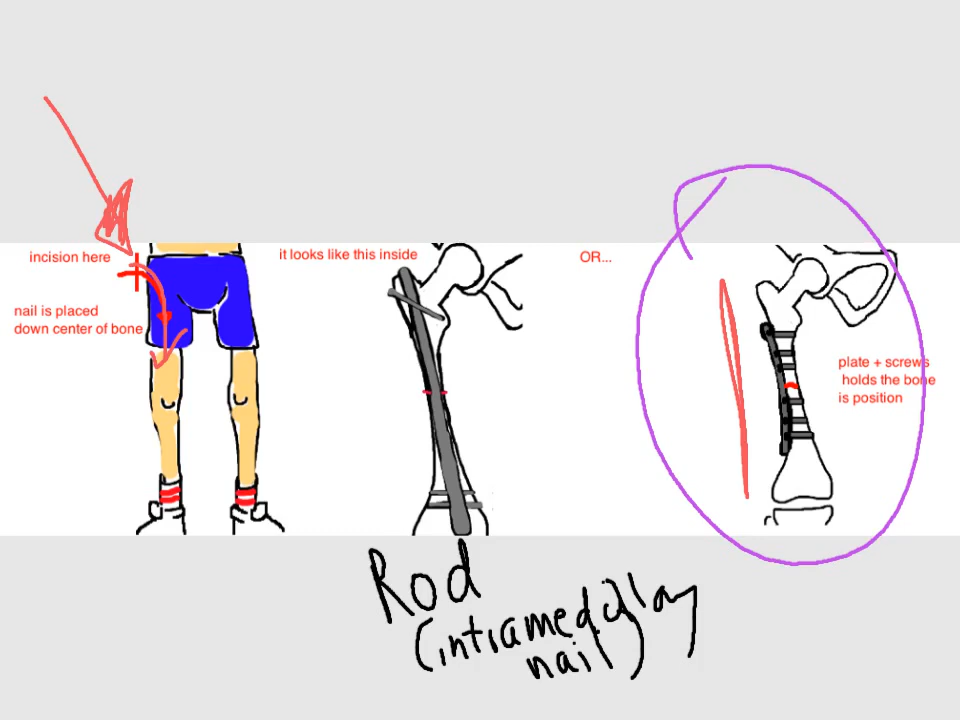 incision here
nail is placed
down center of bone
it looks like this inside
OR...
plate + screws
holds the bone
is position
Rod
(intramedullary
nail)